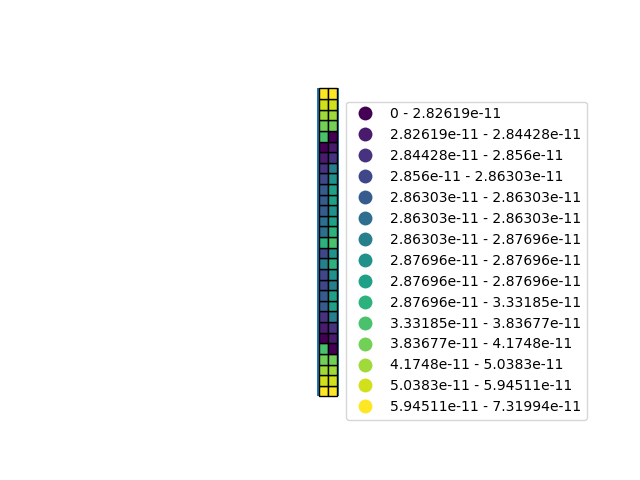 0 - 2.82619e-11
2.82619e-11 - 2.84428e-11
2.84428e-11 - 2.856e-11
2.856e-11 - 2.86303e-11
2.86303e-11 - 2.86303e-11
2.86303e-11 - 2.86303e-11
2.86303e-11 - 2.87696e-11
2.87696e-11 - 2.87696e-11
2.87696e-11 - 2.87696e-11
2.87696e-11 - 3.33185e-11
3.33185e-11 - 3.83677e-11
3.83677e-11 - 4.1748e-11
4.1748e-11 - 5.0383e-11
5.0383e-11 - 5.94511e-11
5.94511e-11 - 7.31994e-11